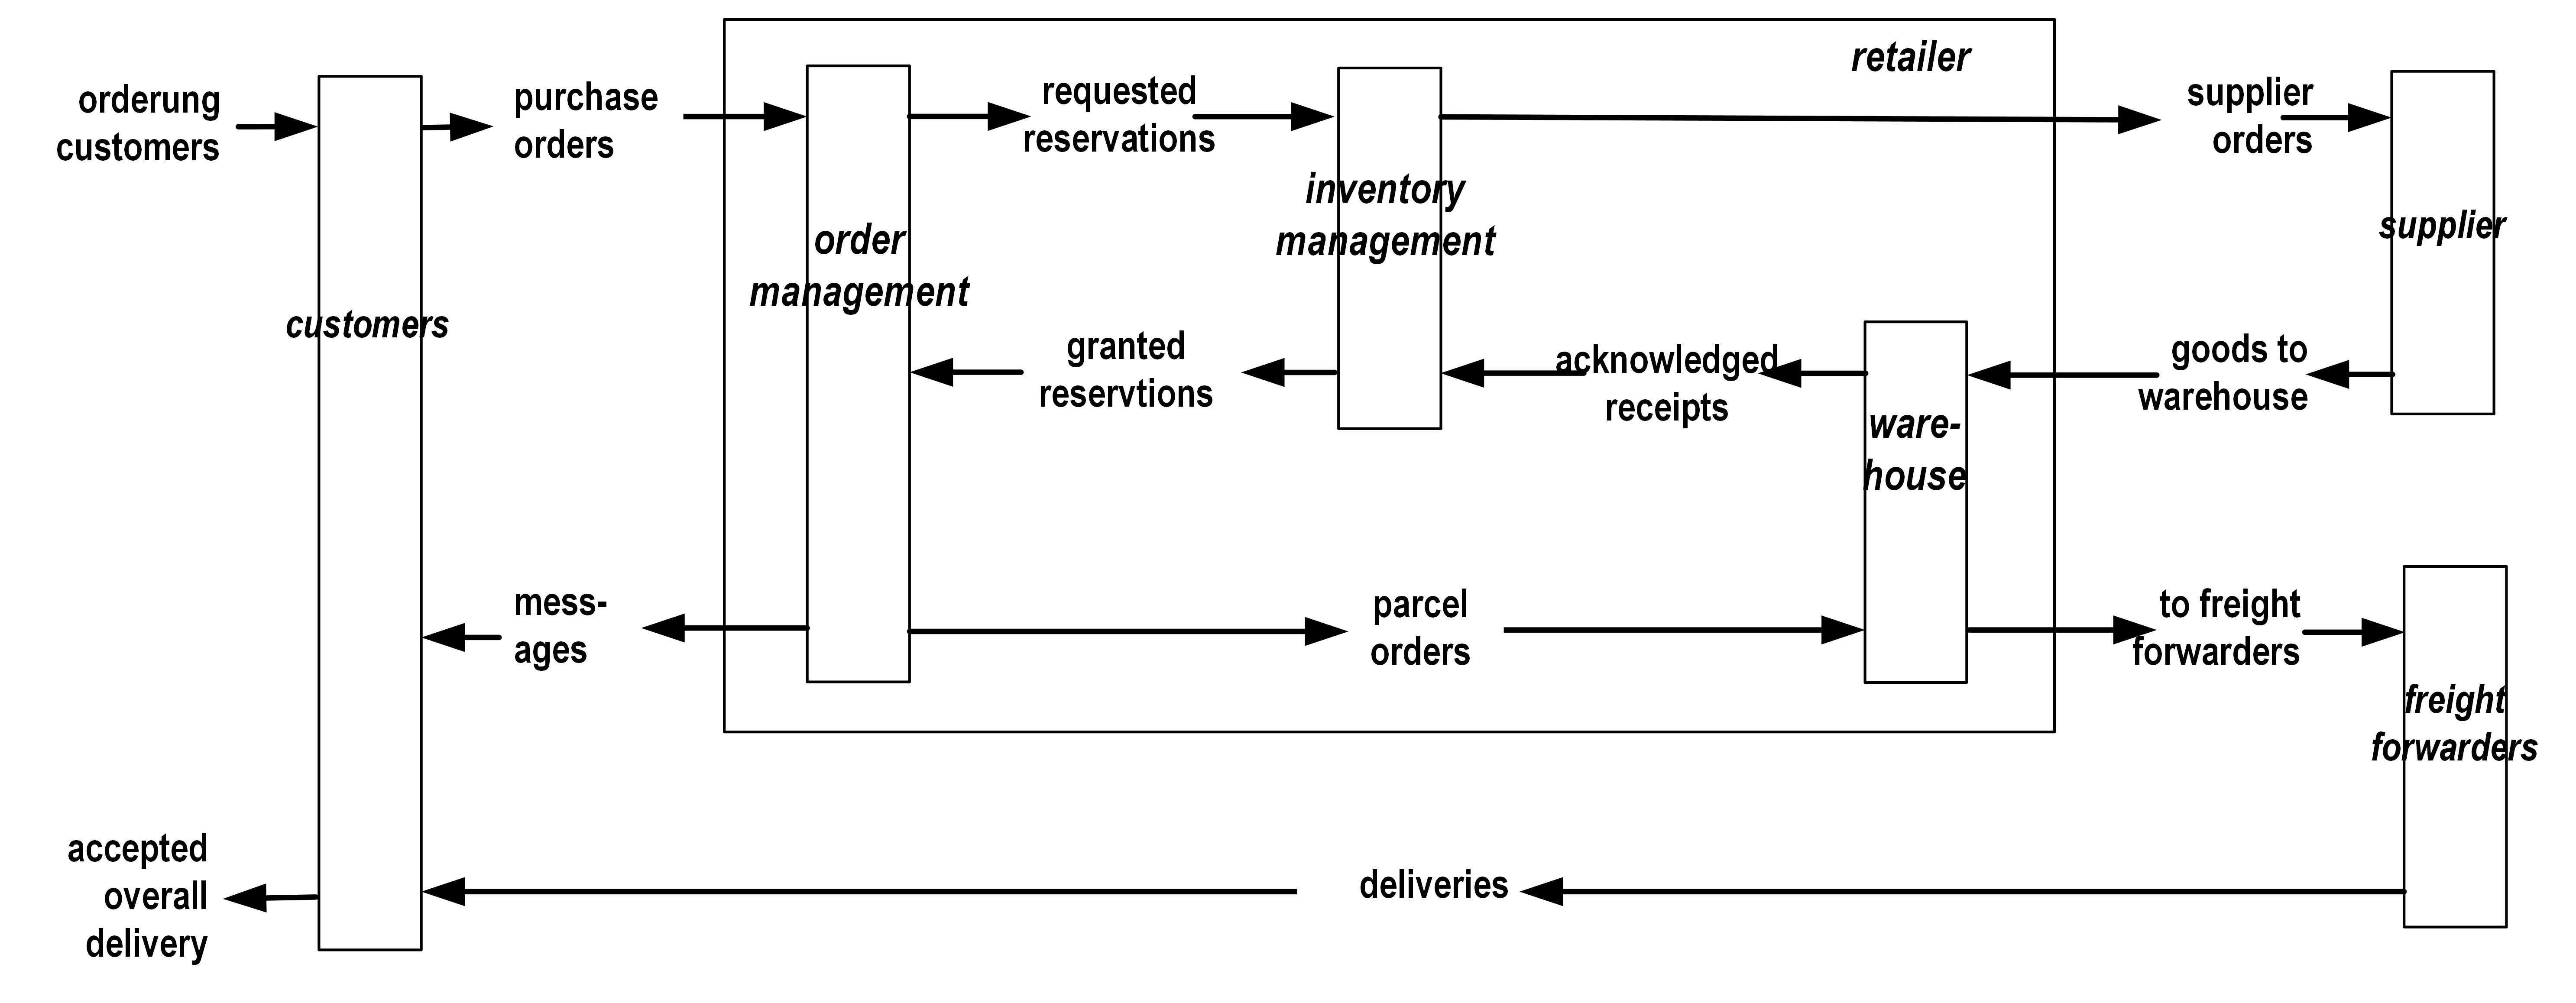 retailer
orderung
customers
purchase
orders
requested
reservations
supplier
orders
inventory
management
order
management
supplier
customers
granted
reservtions
acknowledged
receipts
goods to
warehouse
ware-
house
mess-
ages
parcel
orders
to freight
forwarders
freight
forwarders
accepted
overall
delivery
deliveries